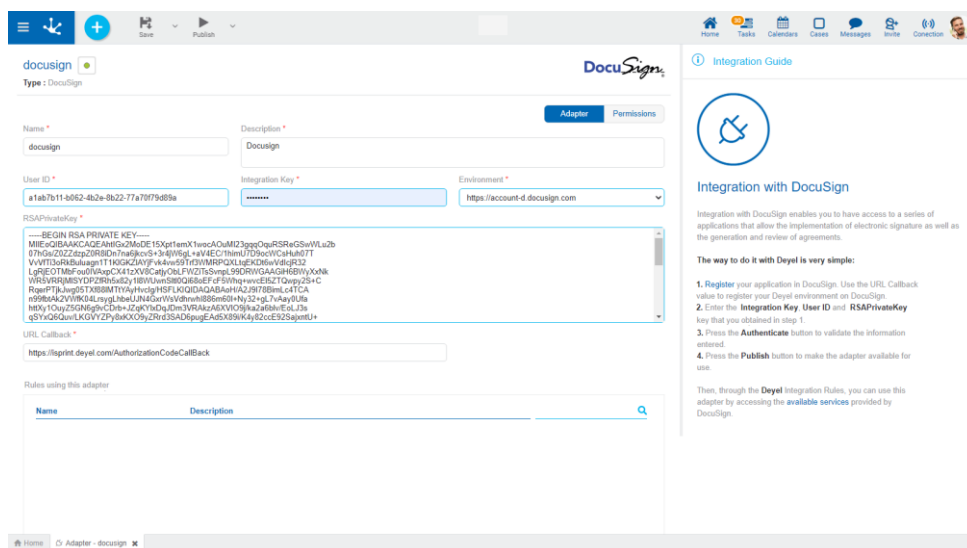 Save
Publish
Home
30
Tasks
Calendars
Cases
Messages
Invite
Conection
docusign
Type : DocuSign
DocuSign
Adapter
Permissions
Name *
Description *
docusign
Docusign
User ID *
Integration Key *
Environment *
a1ab7b11-b062-4b2e-8b22-77a70f79d89a
https://account-d.docusign.com
RSAPrivateKey *
-----BEGIN RSA PRIVATE KEY-----
URL Callback *
https://isprint.deyel.com/AuthorizationCodeCallBack
Rules using this adapter
Name
Description
Integration Guide
Integration with DocuSign
Integration with DocuSign enables you to have access to a series of
applications that allow the implementation of electronic signature as well as
the generation and review of agreements.
The way to do it with Deyel is very simple:
1. Register your application in DocuSign. Use the URL Callback
value to register your Deyel environment on DocuSign
2. Enter the Integration Key, User ID and RSAPrivateKey
key that you obtained in step 1.
3. Press the Authenticate button to validate the information
entered.
4. Press the Publish button to make the adapter available for
use.
Then, through the Deyel Integration Rules, you can use this
adapter by accessing the available services provided by
DocuSign.
Home
Adapter - docusign